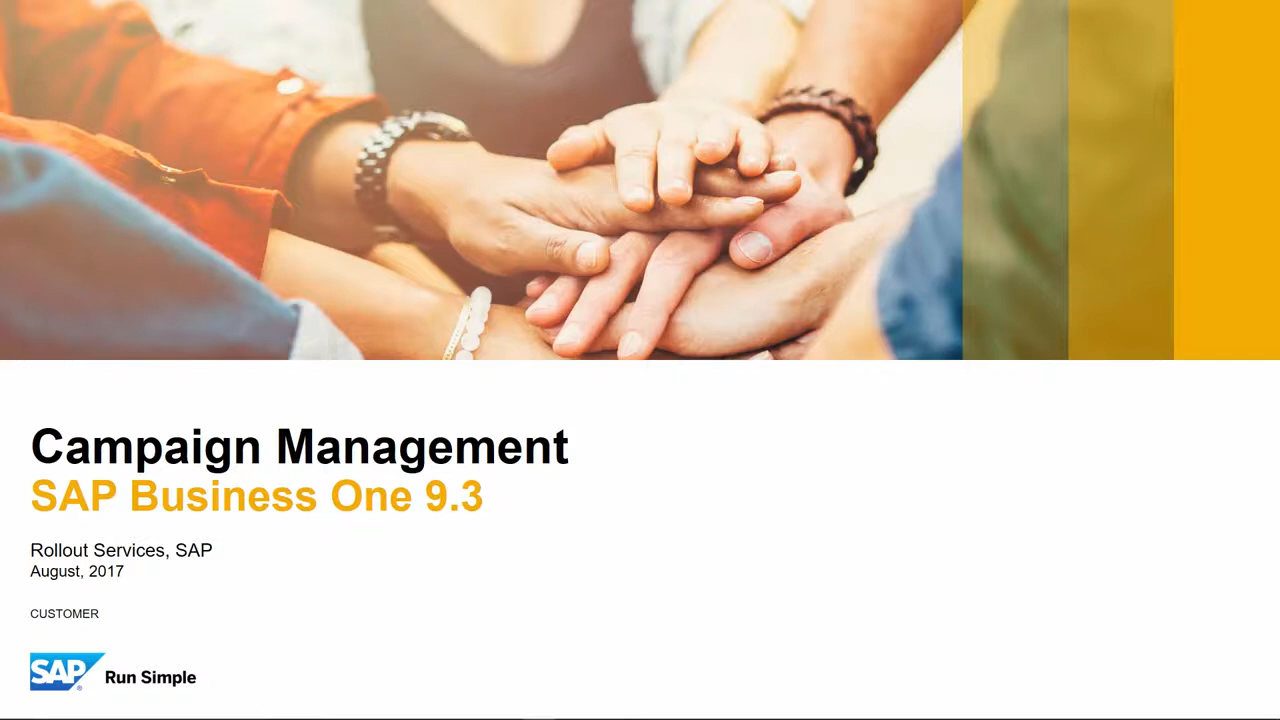 Campaign Management
SAP Business One 9.3
Rollout Services, SAP
August, 2017
CUSTOMER
SAP® Run Simple